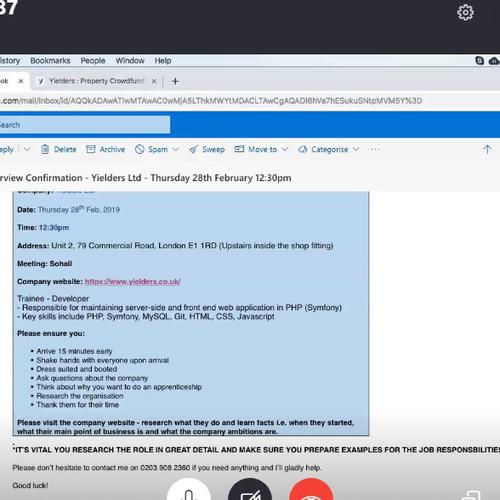 37
istory Bookmarks People Window Help
ok × Yielders : Property Crowdfund × +
e.com/mail/inbox/id/AQQkADAwATIwMTAwAC0wMjA5LThkMWYtMDACLTAwCgAQADI6hVa7hESukuSNtpMVM5Y%3D
Search
eply Delete Archive Spam Sweep Move to Categorise ...
rview Confirmation - Yielders Ltd - Thursday 28th February 12:30pm
Company: Yielders Ltd
Date: Thursday 28th Feb, 2019
Time: 12:30pm
Address: Unit 2, 79 Commercial Road, London E1 1RD (Upstairs inside the shop fitting)
Meeting: Sohail
Company website: https://www.yielders.co.uk/
Trainee - Developer
- Responsible for maintaining server-side and front end web application in PHP (Symfony)
- Key skills include PHP, Symfony, MySQL, Git, HTML, CSS, Javascript
Please ensure you:
• Arrive 15 minutes early
• Shake hands with everyone upon arrival
• Dress suited and booted
• Ask questions about the company
• Think about why you want to do an apprenticeship
• Research the organisation
• Thank them for their time
Please visit the company website - research what they do and learn facts i.e. when they started,
what their main point of business is and what the company ambitions are.
*IT'S VITAL YOU RESEARCH THE ROLE IN GREAT DETAIL AND MAKE SURE YOU PREPARE EXAMPLES FOR THE JOB RESPONSBILITIES
Please don't hesitate to contact me on 0203 908 2360 if you need anything and I'll gladly help.
Good luck!